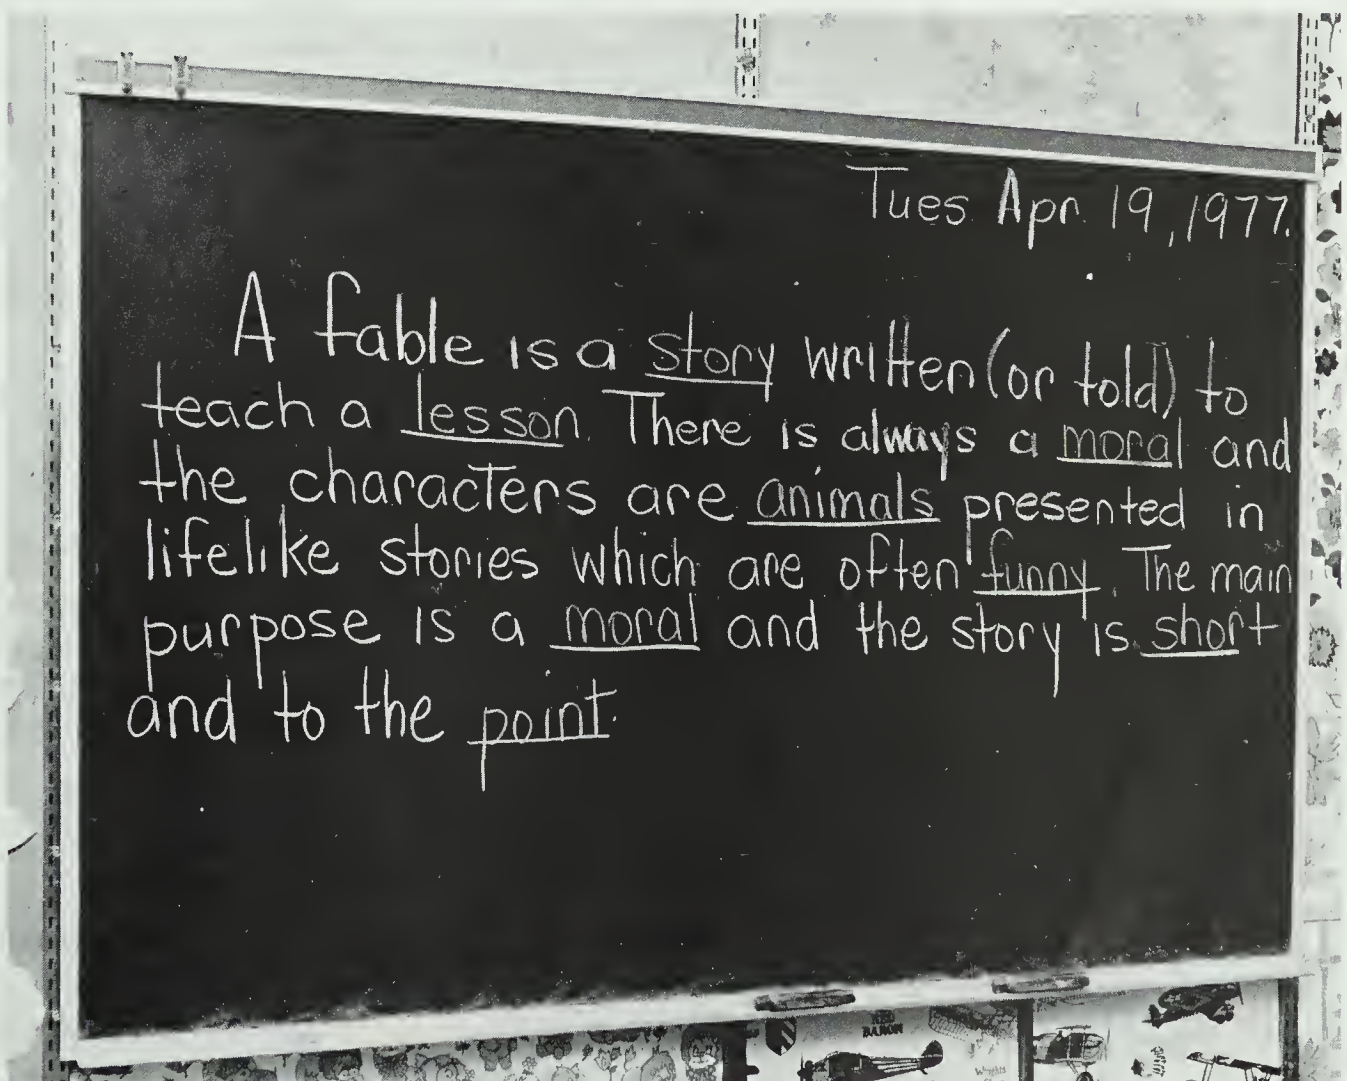 Tues. Apr. 19, 1977.
A fable is a story written (or told) to
teach a lesson. There is always a moral and
the characters are animals presented in
lifelike stories which are often funny. The main
purpose is a moral and the story is short
and to the point.
RED
BARON